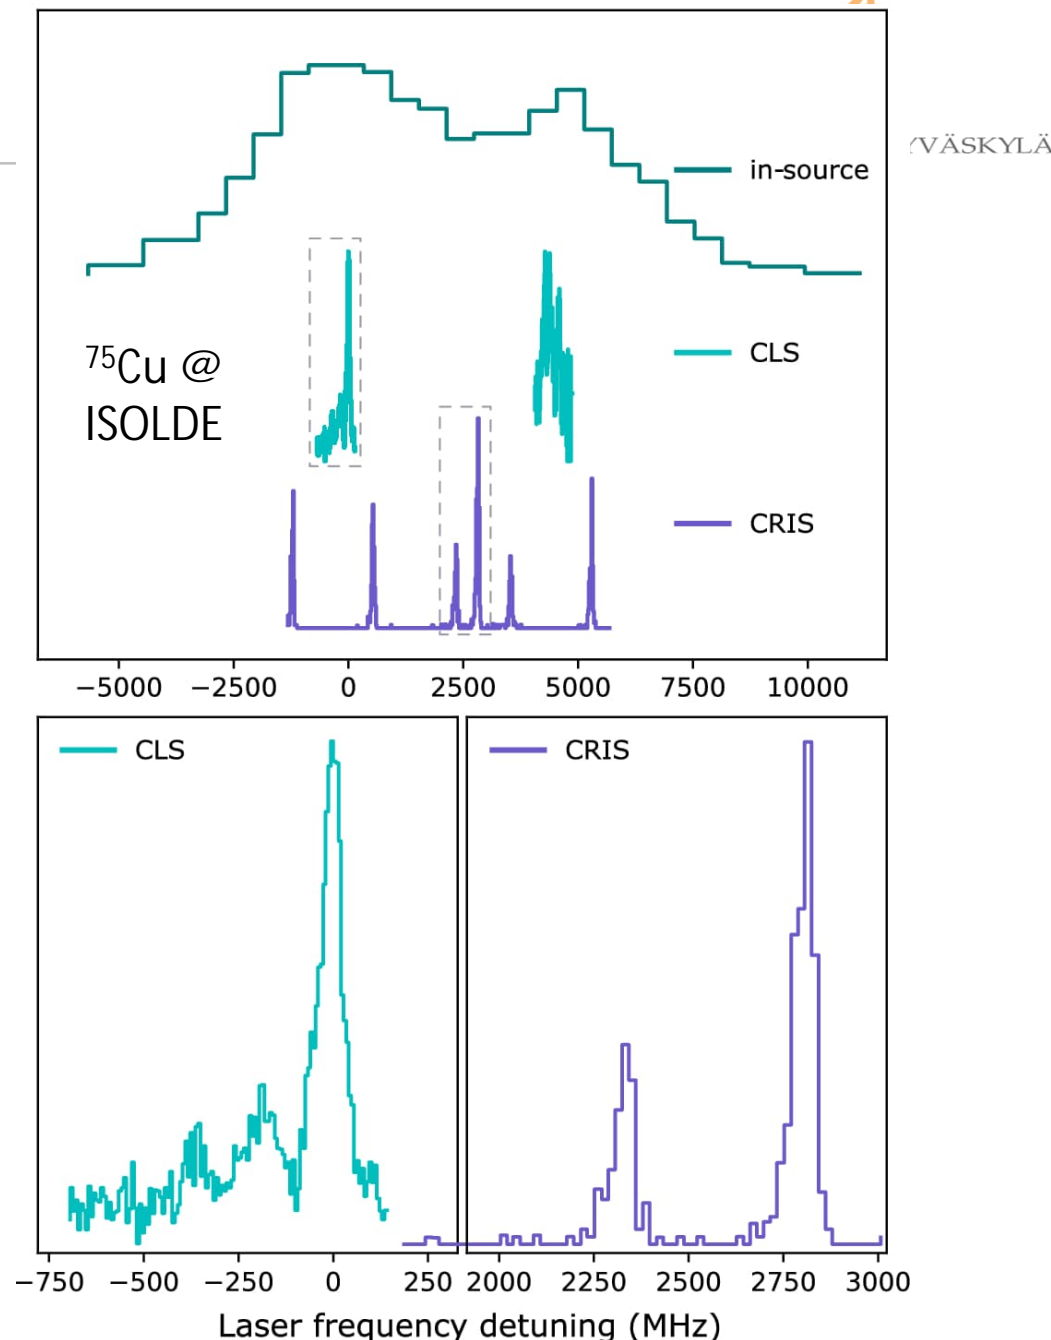 YVÄSKYLÄ
in-source
⁷⁵Cu @
ISOLDE
CLS
CRIS
−5000 −2500 0 2500 5000 7500 10000
CLS
CRIS
−750 −500 −250 0 250 2000 2250 2500 2750 3000
Laser frequency detuning (MHz)